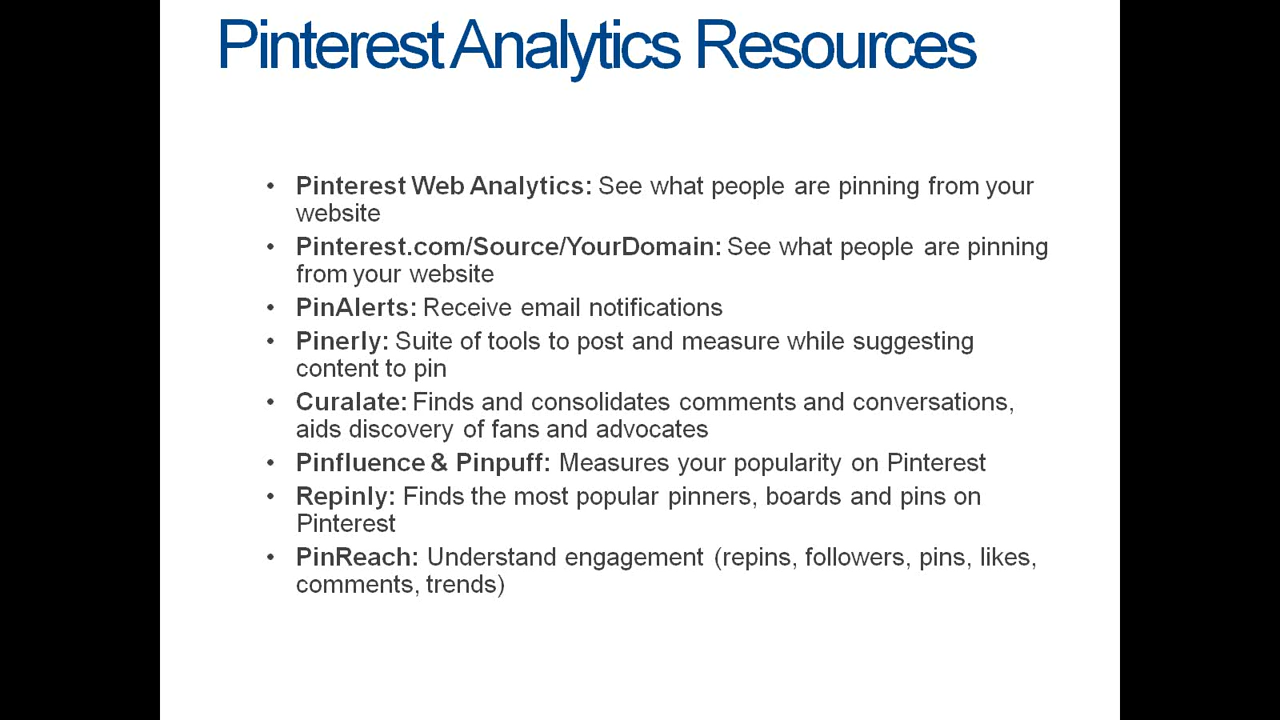 Pinterest Analytics Resources
• Pinterest Web Analytics: See what people are pinning from your
website
• Pinterest.com/Source/YourDomain: See what people are pinning
from your website
• PinAlerts: Receive email notifications
• Pinerly: Suite of tools to post and measure while suggesting
content to pin
• Curalate: Finds and consolidates comments and conversations,
aids discovery of fans and advocates
• Pinfluence & Pinpuff: Measures your popularity on Pinterest
• Repinly: Finds the most popular pinners, boards and pins on
Pinterest
• PinReach: Understand engagement (repins, followers, pins, likes,
comments, trends)